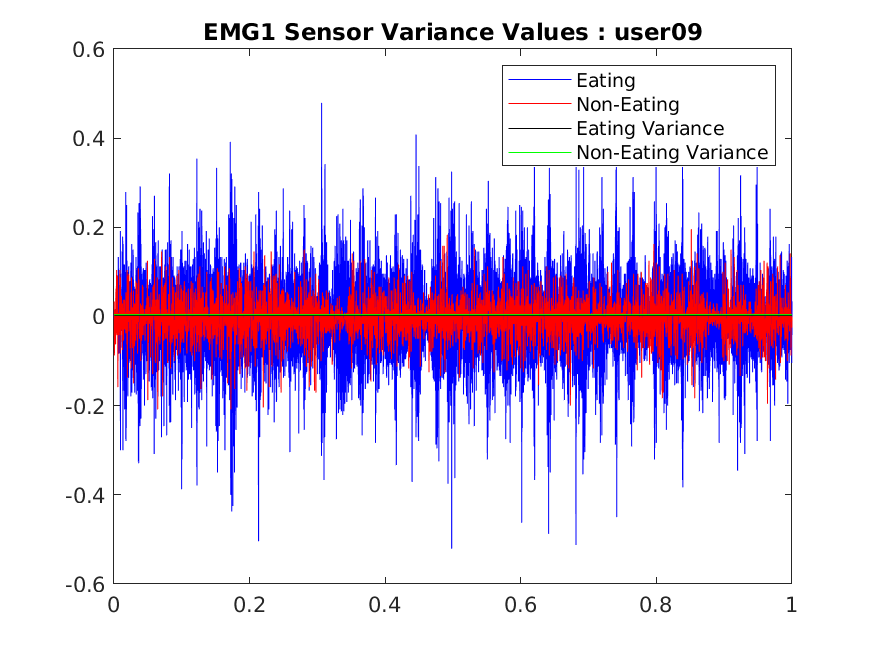 EMG1 Sensor Variance Values : user09
0.6
0.4
0.2
0
-0.2
-0.4
-0.6
Eating
Non-Eating
Eating Variance
Non-Eating Variance
0 0.2 0.4 0.6 0.8 1